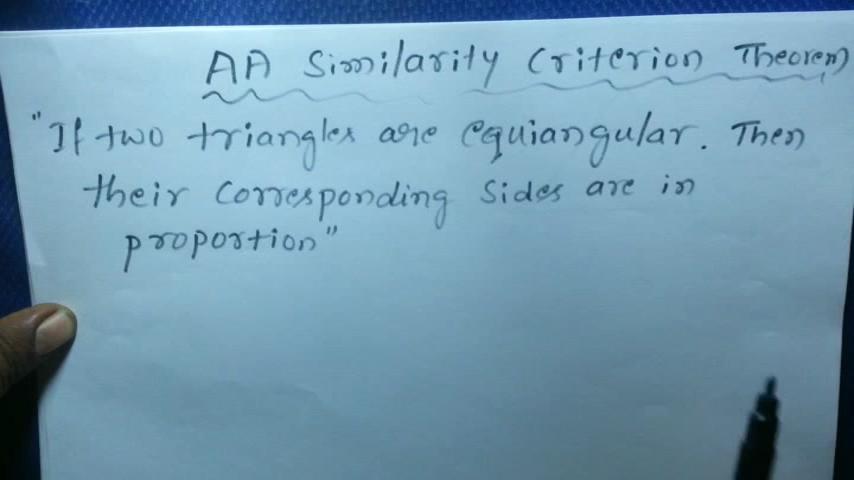 AA Similarity Criterion Theorem
"If two triangles are equiangular. Then
their corresponding sides are in
proportion"